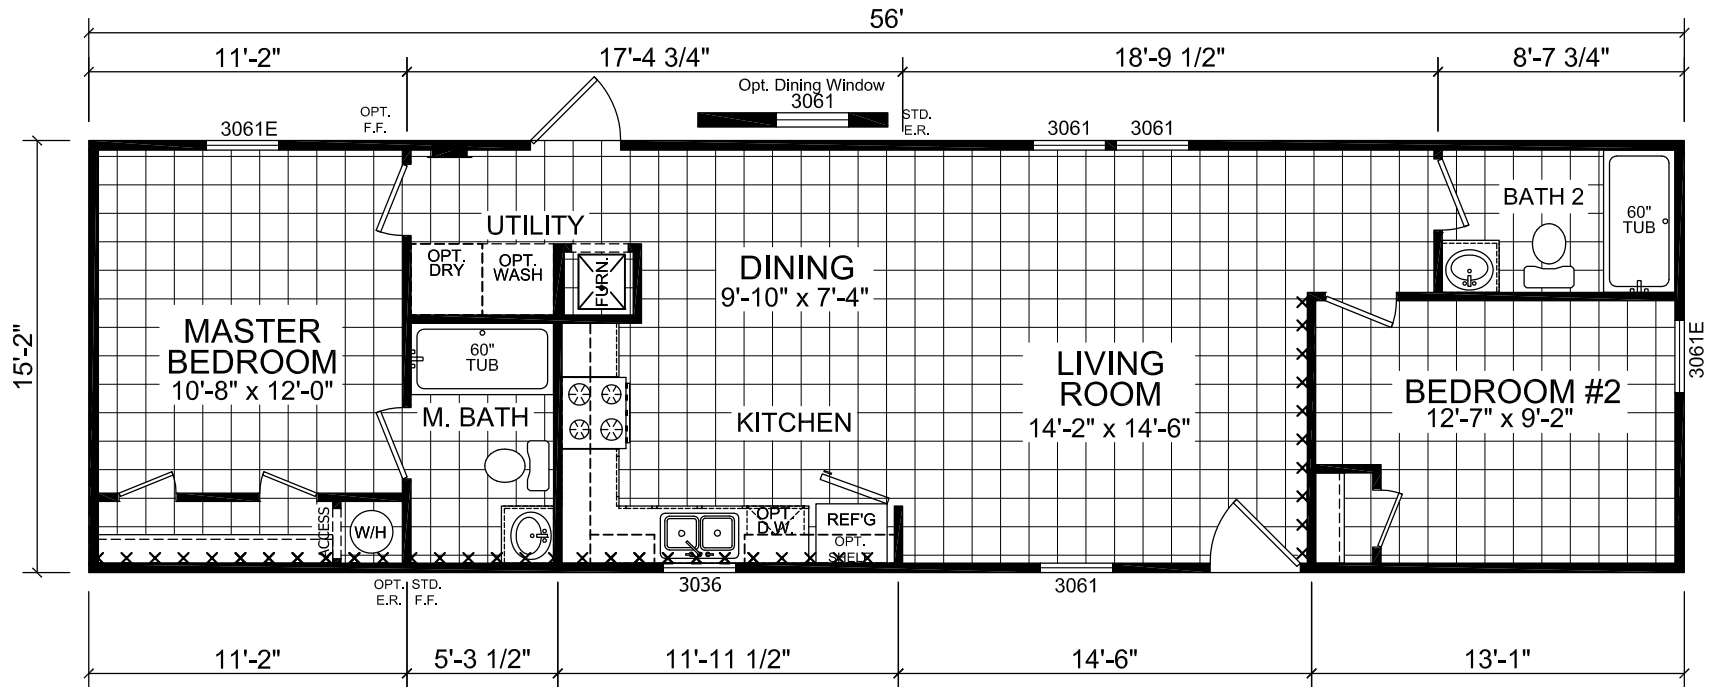 56'
11'-2"
17'-4 3/4"
18'-9 1/2"
8'-7 3/4"
Opt. Dining Window
3061
OPT.
F.F.
STD.
E.R.
3061E
3061
3061
15'-2"
UTILITY
OPT.
DRY
OPT.
WASH
FURN.
DINING
9'-10" x 7'-4"
BATH 2
60"
TUB
MASTER
BEDROOM
10'-8" x 12'-0"
60"
TUB
M. BATH
KITCHEN
LIVING
ROOM
14'-2" x 14'-6"
BEDROOM #2
12'-7" x 9'-2"
3061E
ACCESS
W/H
OPT.
D.W.
REF'G
OPT.
SHELF
OPT.
E.R.
STD.
F.F.
3036
3061
11'-2"
5'-3 1/2"
11'-11 1/2"
14'-6"
13'-1"